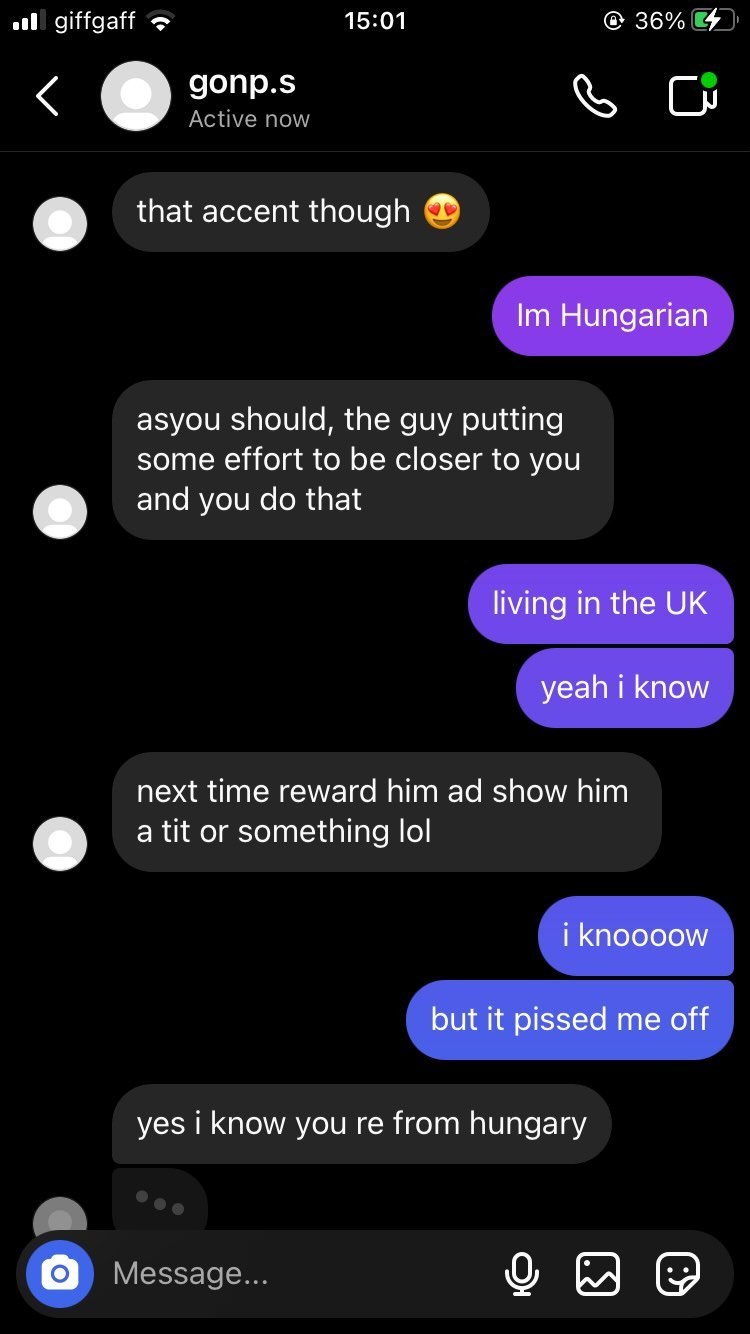 giffgaff 15:01 36%
gonp.s
Active now
that accent though 😍
Im Hungarian
asyou should, the guy putting
some effort to be closer to you
and you do that
living in the UK
yeah i know
next time reward him ad show him
a tit or something lol
i knoooow
but it pissed me off
yes i know you re from hungary
Message...